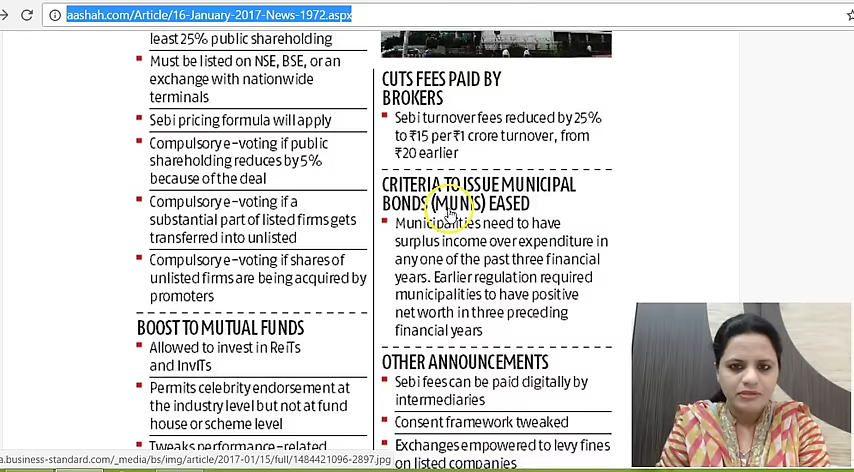 aashah.com/Article/16-January-2017-News-1972.aspx
least 25% public shareholding
Must be listed on NSE, BSE, or an
exchange with nationwide
terminals
Sebi pricing formula will apply
Compulsory e-voting if public
shareholding reduces by 5%
because of the deal
Compulsory e-voting if a
substantial part of listed firms gets
transferred into unlisted
Compulsory e-voting if shares of
unlisted firms are being acquired by
promoters
BOOST TO MUTUAL FUNDS
Allowed to invest in ReiTs
and InvITs
Permits celebrity endorsement at
the industry level but not at fund
house or scheme level
Tweaks performance-related
CUTS FEES PAID BY
BROKERS
Sebi turnover fees reduced by 25%
to ₹15 per ₹1 crore turnover, from
₹20 earlier
CRITERIA TO ISSUE MUNICIPAL
BONDS (MUNIS) EASED
Municipalities need to have
surplus income over expenditure in
any one of the past three financial
years. Earlier regulation required
municipalities to have positive
net worth in three preceding
financial years
OTHER ANNOUNCEMENTS
Sebi fees can be paid digitally by
intermediaries
Consent framework tweaked
Exchanges empowered to levy fines
on listed companies
a.business-standard.com/_media/bs/img/article/2017-01/15/full/1484421096-2897.jpg